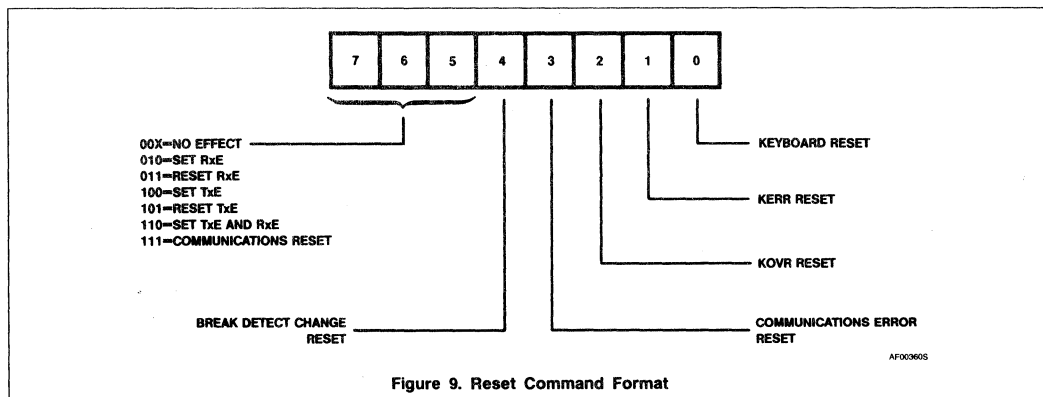 7 6 5 4 3 2 1 0
00X=NO EFFECT
010=SET RxE
011=RESET RxE
100=SET TxE
101=RESET TxE
110=SET TxE AND RxE
111=COMMUNICATIONS RESET
KEYBOARD RESET
KERR RESET
KOVR RESET
BREAK DETECT CHANGE
RESET
COMMUNICATIONS ERROR
RESET
AF00360S
Figure 9. Reset Command Format